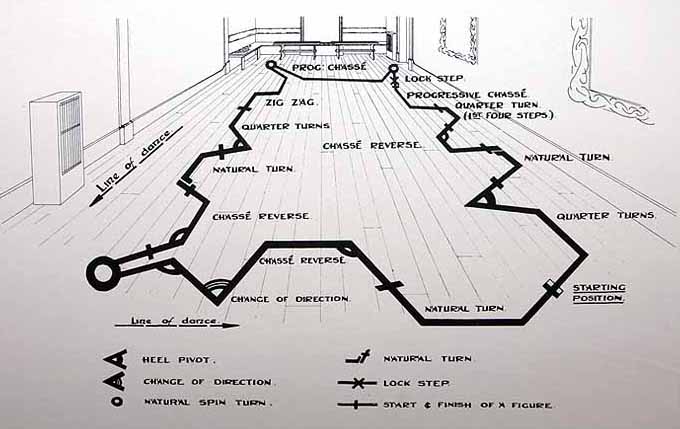 PROG: CHASSÉ
LOCK STEP.
PROGRESSIVE CHASSÉ.
ZIG ZAG.
QUARTER TURN.
(1ST FOUR STEPS.)
QUARTER TURNS
CHASSÉ REVERSE.
NATURAL TURN.
NATURAL TURN.
Line of dance.
CHASSÉ REVERSE.
QUARTER TURNS.
CHASSÉ REVERSE
CHANGE OF DIRECTION.
NATURAL TURN.
STARTING
POSITION.
Line of dance.
HEEL PIVOT.
NATURAL TURN.
CHANGE OF DIRECTION.
LOCK STEP.
NATURAL SPIN TURN.
START & FINISH OF A FIGURE.